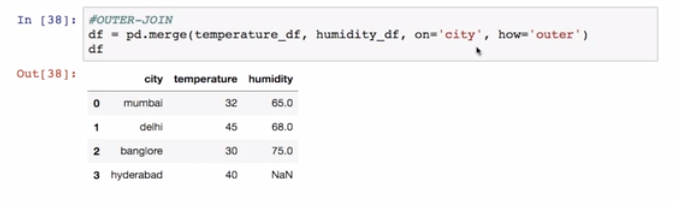 In [38]: #OUTER-JOIN
df = pd.merge(temperature_df, humidity_df, on='city', how='outer')
df
Out[38]:
city temperature humidity
0 mumbai 32 65.0
1 delhi 45 68.0
2 banglore 30 75.0
3 hyderabad 40 NaN